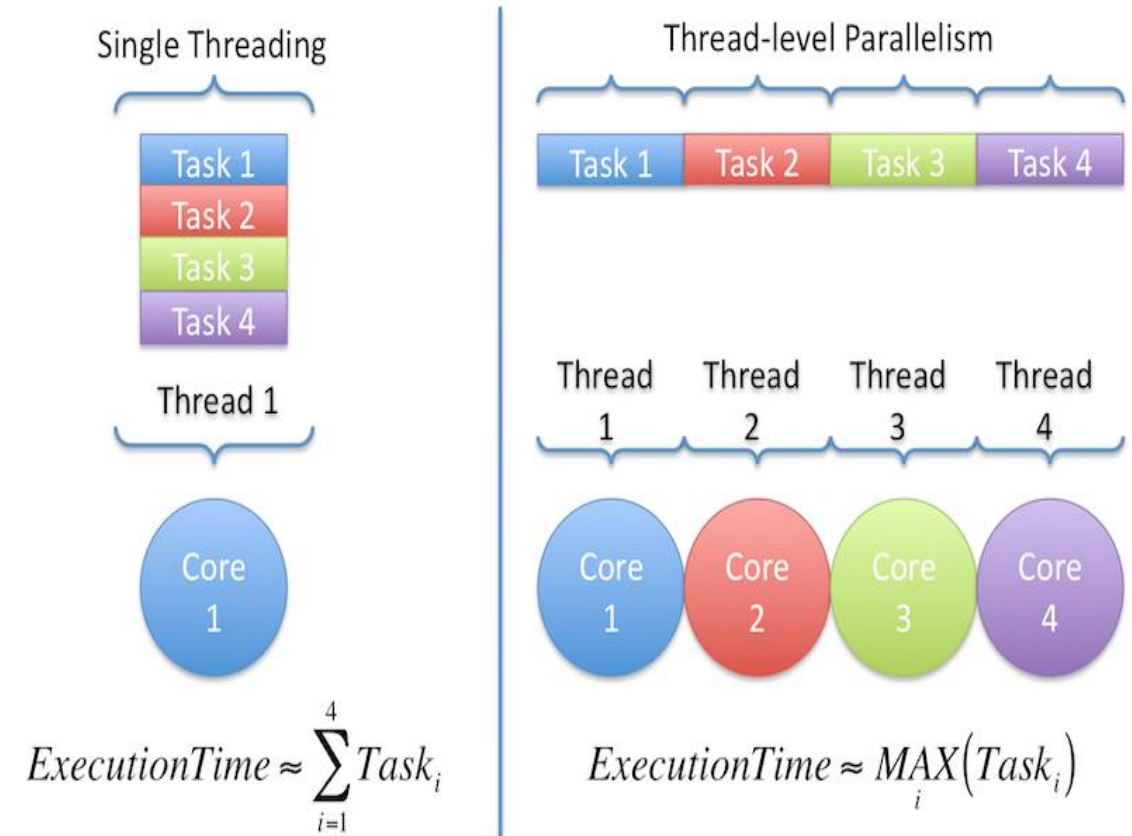 Single Threading
Task 1
Task 2
Task 3
Task 4
Thread 1
Core
1
ExecutionTime ≈ ∑_{i=1}^{4} Task_i
Thread-level Parallelism
Task 1 Task 2 Task 3 Task 4
Thread Thread Thread Thread
1 2 3 4
Core Core Core Core
1 2 3 4
ExecutionTime ≈ MAX_i(Task_i)